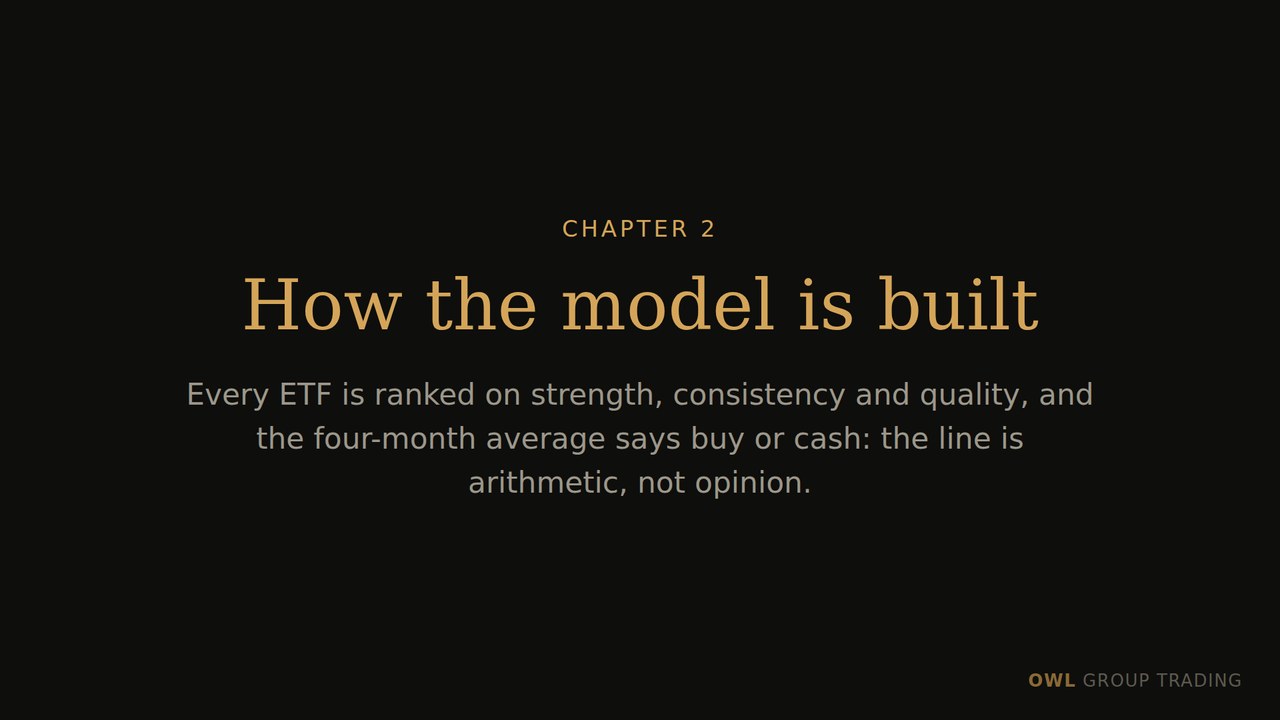 CHAPTER 2
How the model is built
Every ETF is ranked on strength, consistency and quality, and
the four-month average says buy or cash: the line is
arithmetic, not opinion.
OWL GROUP TRADING